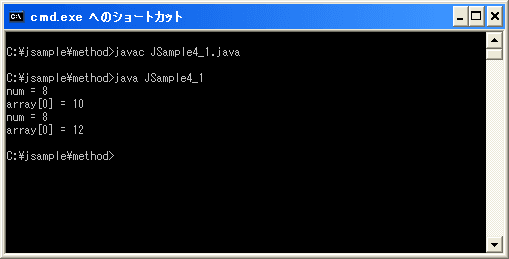 cmd.exe へのショートカット
C:¥jsample¥method>javac JSample4_1.java
C:¥jsample¥method>java JSample4_1
num = 8
array[0] = 10
num = 8
array[0] = 12
C:¥jsample¥method>